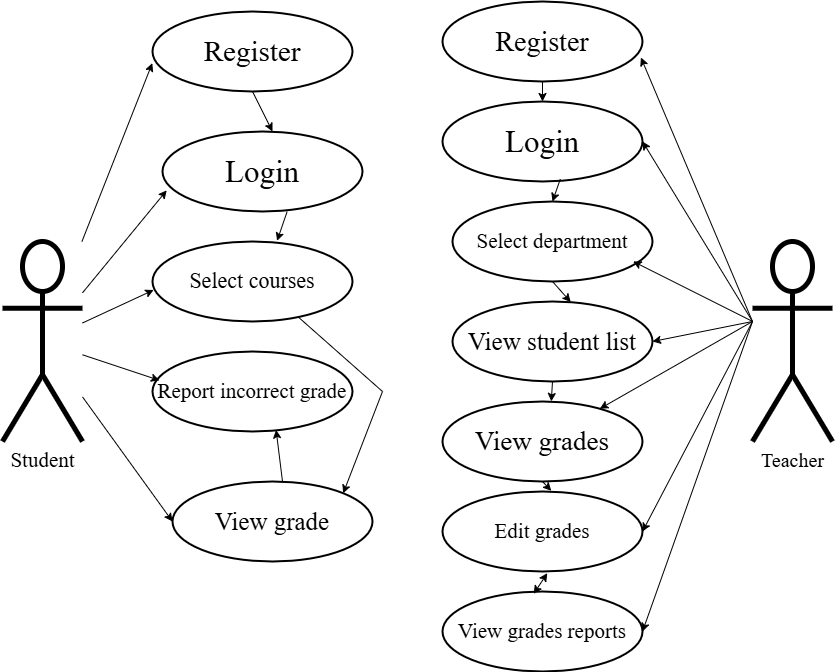 Register
Login
Select courses
Report incorrect grade
View grade
Student
Register
Login
Select department
View student list
View grades
Edit grades
View grades reports
Teacher